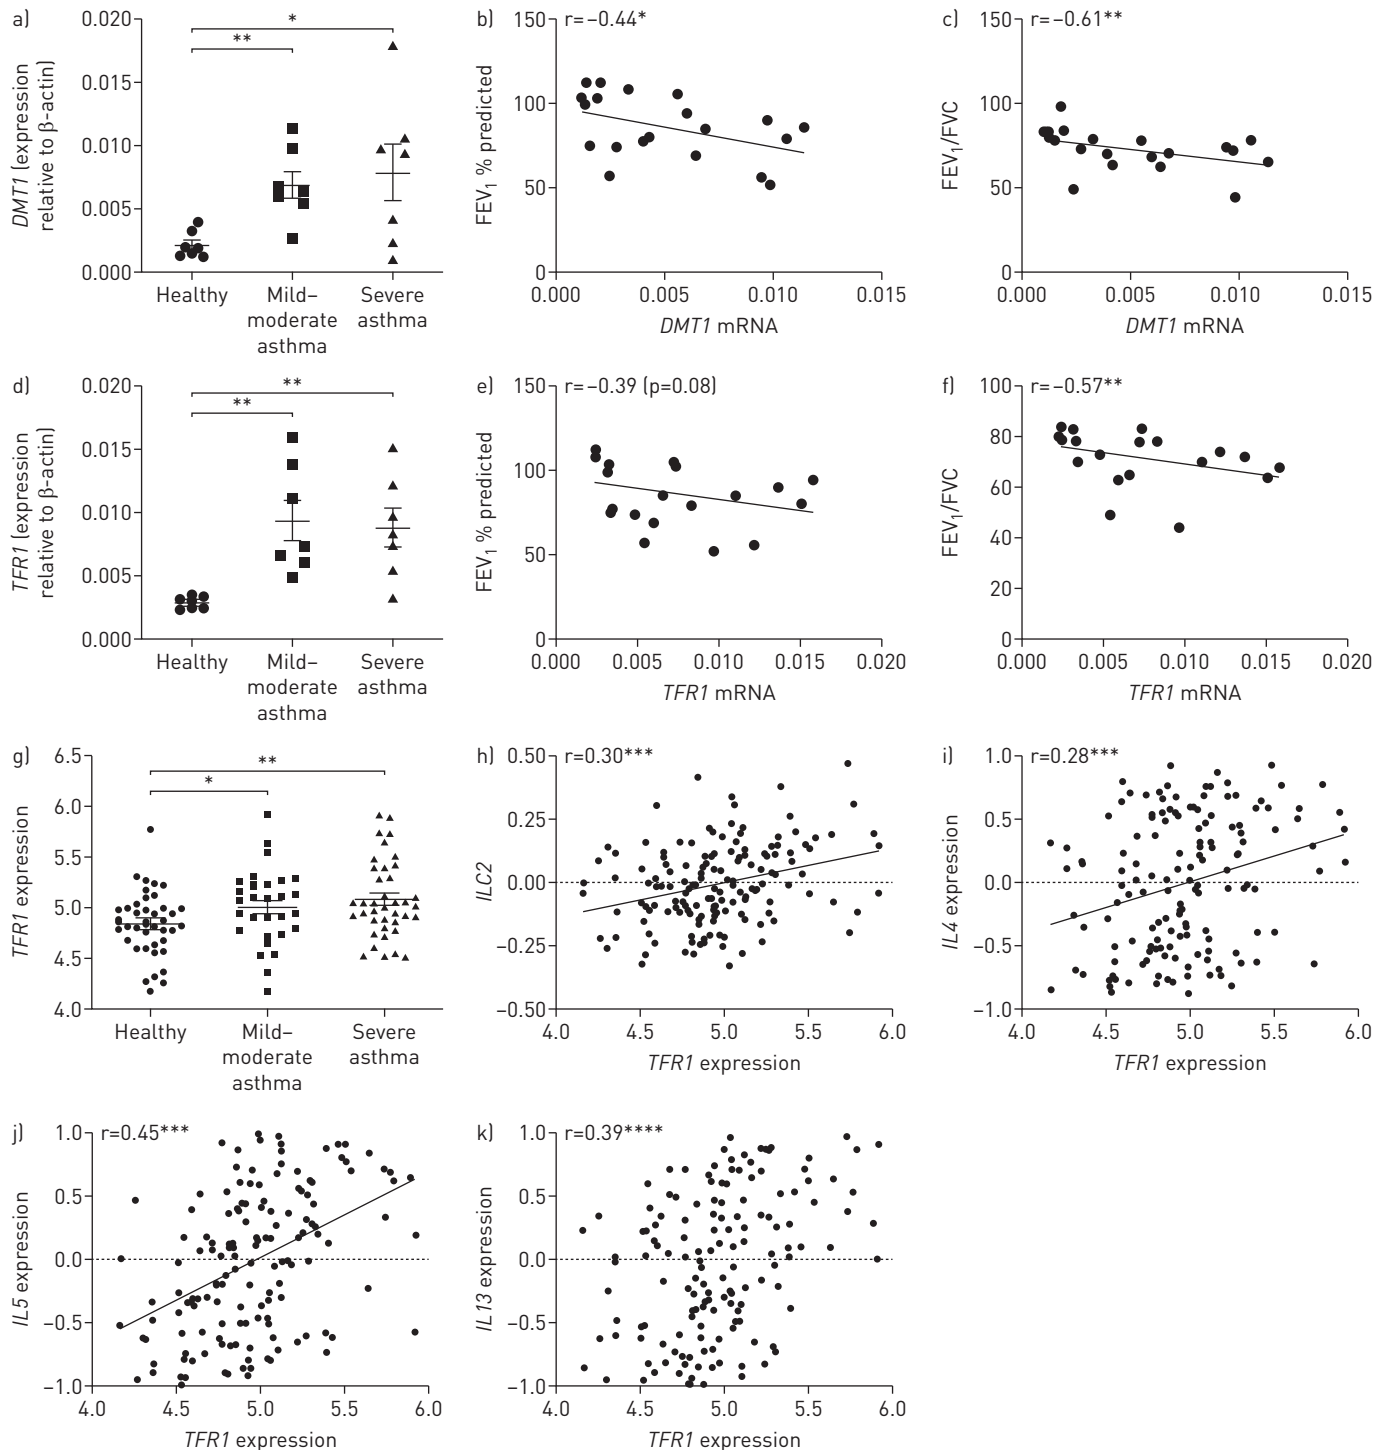 a)
DMT1 (expression
relative to β-actin)
0.020
0.015
0.010
0.005
0.000
*
**
Healthy
Mild–
moderate
asthma
Severe
asthma
b)
r=–0.44*
FEV1 % predicted
150
100
50
0
0.000
0.005
0.010
0.015
DMT1 mRNA
c)
r=–0.61**
FEV1/FVC
150
100
50
0
0.000
0.005
0.010
0.015
DMT1 mRNA
d)
TFR1 (expression
relative to β-actin)
0.020
0.015
0.010
0.005
0.000
**
**
Healthy
Mild–
moderate
asthma
Severe
asthma
e)
r=–0.39 (p=0.08)
FEV1 % predicted
150
100
50
0
0.000
0.005
0.010
0.015
0.020
TFR1 mRNA
f)
r=–0.57**
FEV1/FVC
100
80
60
40
20
0
0.000
0.005
0.010
0.015
0.020
TFR1 mRNA
g)
TFR1 expression
6.5
6.0
5.5
5.0
4.5
4.0
**
*
Healthy
Mild–
moderate
asthma
Severe
asthma
h)
r=0.30***
ILC2
0.50
0.25
0.00
–0.25
–0.50
4.0
4.5
5.0
5.5
6.0
TFR1 expression
i)
r=0.28***
IL4 expression
1.0
0.5
0.0
–0.5
–1.0
4.0
4.5
5.0
5.5
6.0
TFR1 expression
j)
r=0.45***
IL5 expression
1.0
0.5
0.0
–0.5
–1.0
4.0
4.5
5.0
5.5
6.0
TFR1 expression
k)
r=0.39****
IL13 expression
1.0
0.5
0.0
–0.5
–1.0
4.0
4.5
5.0
5.5
6.0
TFR1 expression